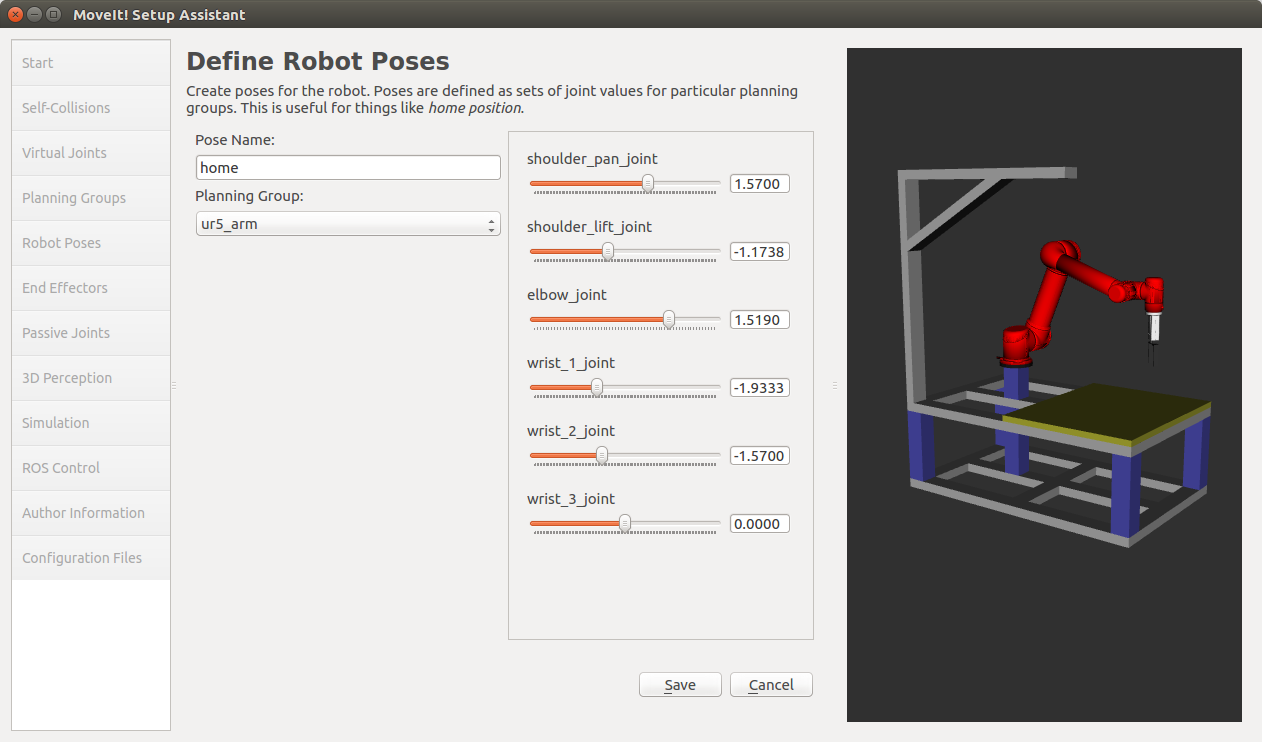 MoveIt! Setup Assistant
Start
Self-Collisions
Virtual Joints
Planning Groups
Robot Poses
End Effectors
Passive Joints
3D Perception
Simulation
ROS Control
Author Information
Configuration Files
Define Robot Poses
Create poses for the robot. Poses are defined as sets of joint values for particular planning
groups. This is useful for things like home position.
Pose Name:
home
Planning Group:
ur5_arm
shoulder_pan_joint
1.5700
shoulder_lift_joint
-1.1738
elbow_joint
1.5190
wrist_1_joint
-1.9333
wrist_2_joint
-1.5700
wrist_3_joint
0.0000
Save
Cancel